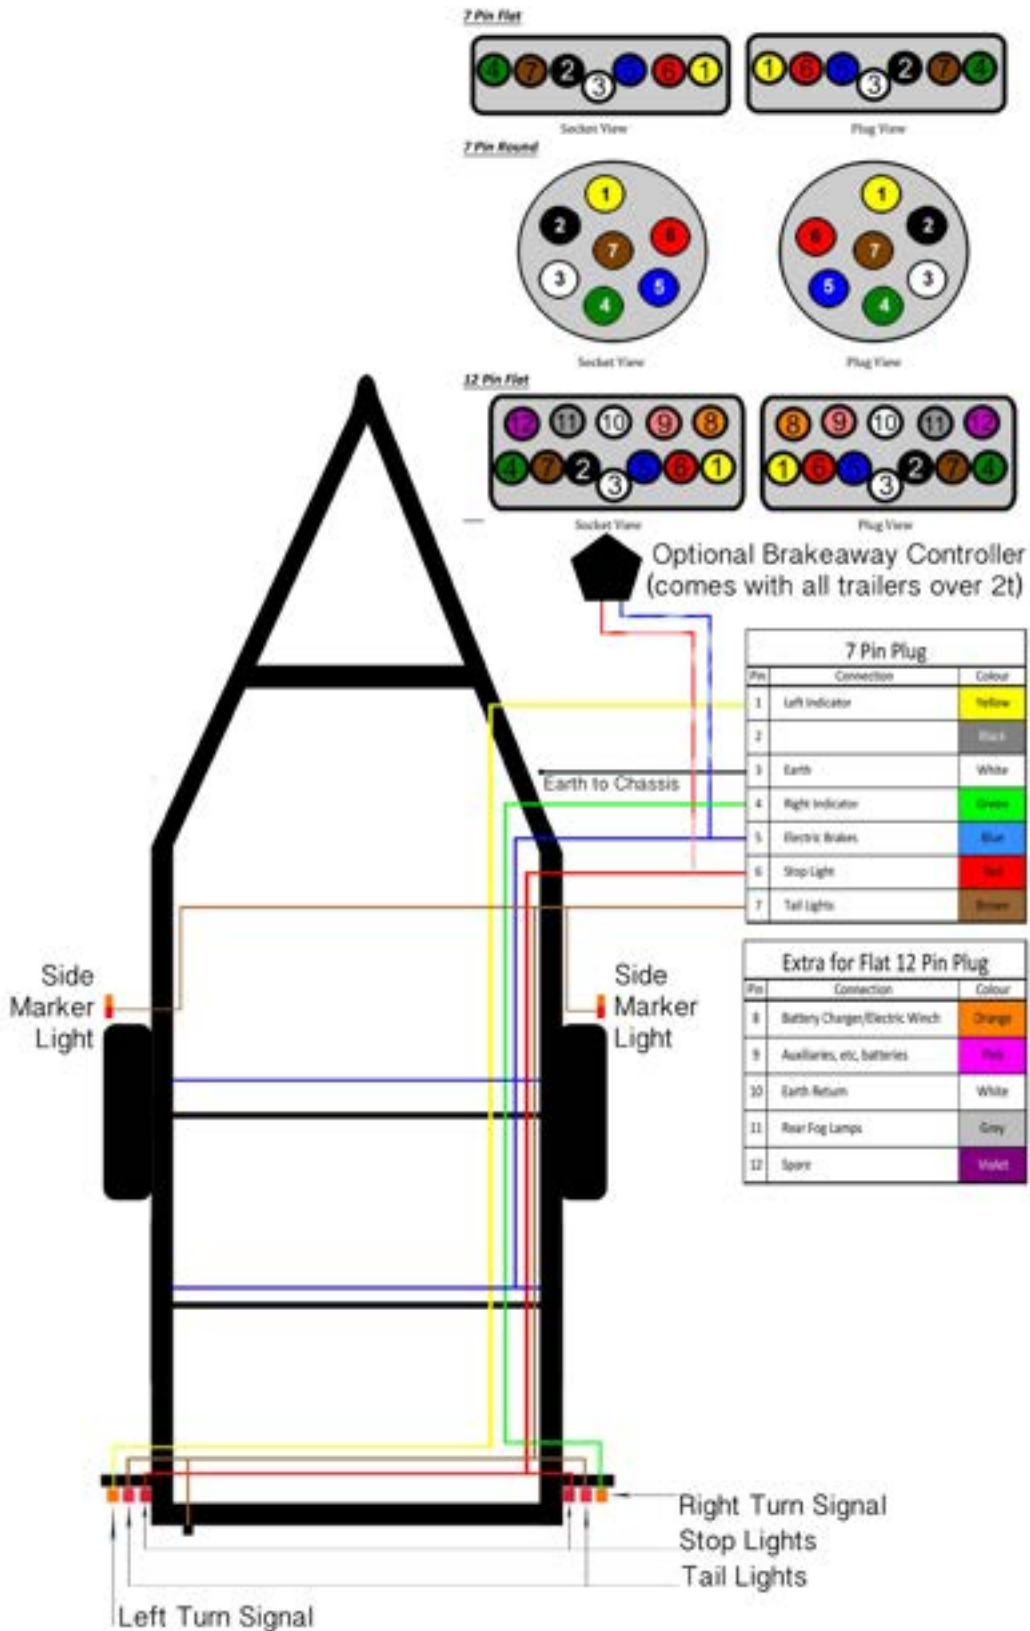 7 Pin Flat
4 7 2 3 5 6 1
1 6 5 3 2 7 4
Socket View
Plug View
7 Pin Round
1 2 3 4 5 6 7
1 2 3 4 5 6 7
Socket View
Plug View
12 Pin Flat
12 11 10 9 8
4 7 2 3 5 6 1
8 9 10 11 12
1 6 5 3 2 7 4
Socket View
Plug View
Optional Brakeaway Controller
(comes with all trailers over 2t)
7 Pin Plug
Pin Connection Colour
1 Left Indicator Yellow
2 Black
3 Earth White
4 Right Indicator Green
5 Electric Brakes Blue
6 Stop Light Red
7 Tail Lights Brown
Earth to Chassis
Extra for Flat 12 Pin Plug
Pin Connection Colour
8 Battery Charger/Electric Winch Orange
9 Auxiliaries, etc, batteries Pink
10 Earth Return White
11 Rear Fog Lamps Grey
12 Spare Violet
Side
Marker
Light
Side
Marker
Light
Right Turn Signal
Stop Lights
Tail Lights
Left Turn Signal